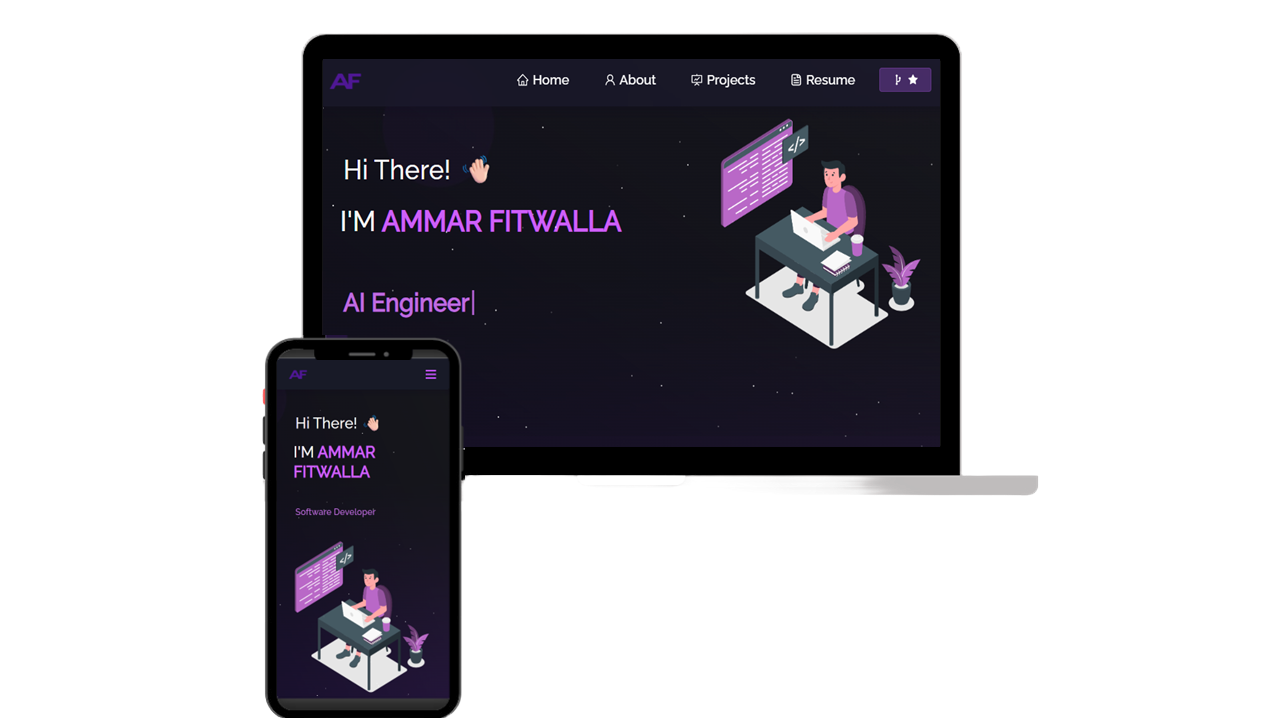 AF
Home
About
Projects
Resume
Hi There!
I'M AMMAR FITWALLA
AI Engineer|
</>
AF
Hi There!
I'M AMMAR
FITWALLA
Software Developer
</>